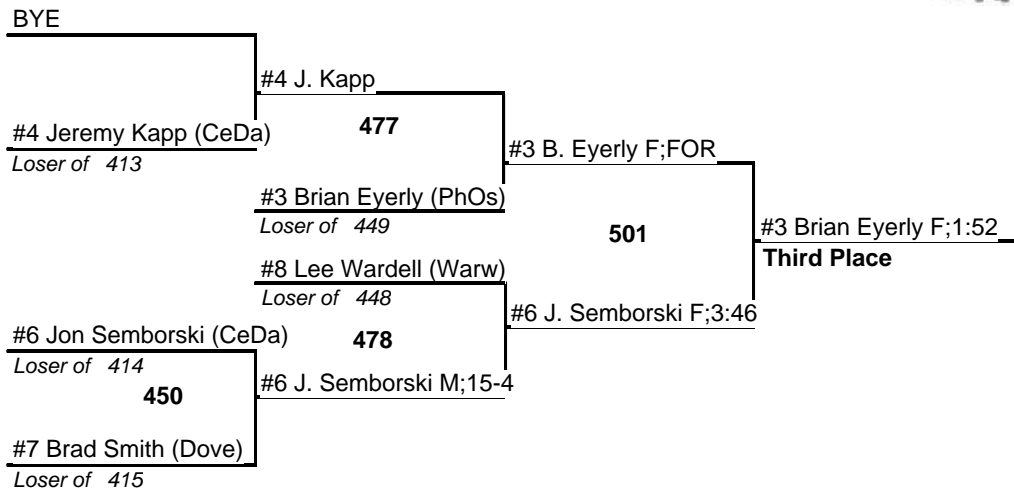 BYE
#4 J. Kapp
477
#4 Jeremy Kapp (CeDa)
Loser of 413
#3 B. Eyerly F;FOR
#3 Brian Eyerly (PhOs)
Loser of 449
501
#3 Brian Eyerly F;1:52
Third Place
#8 Lee Wardell (Warw)
Loser of 448
#6 J. Semborski F;3:46
#6 Jon Semborski (CeDa)
478
Loser of 414
450
#6 J. Semborski M;15-4
#7 Brad Smith (Dove)
Loser of 415